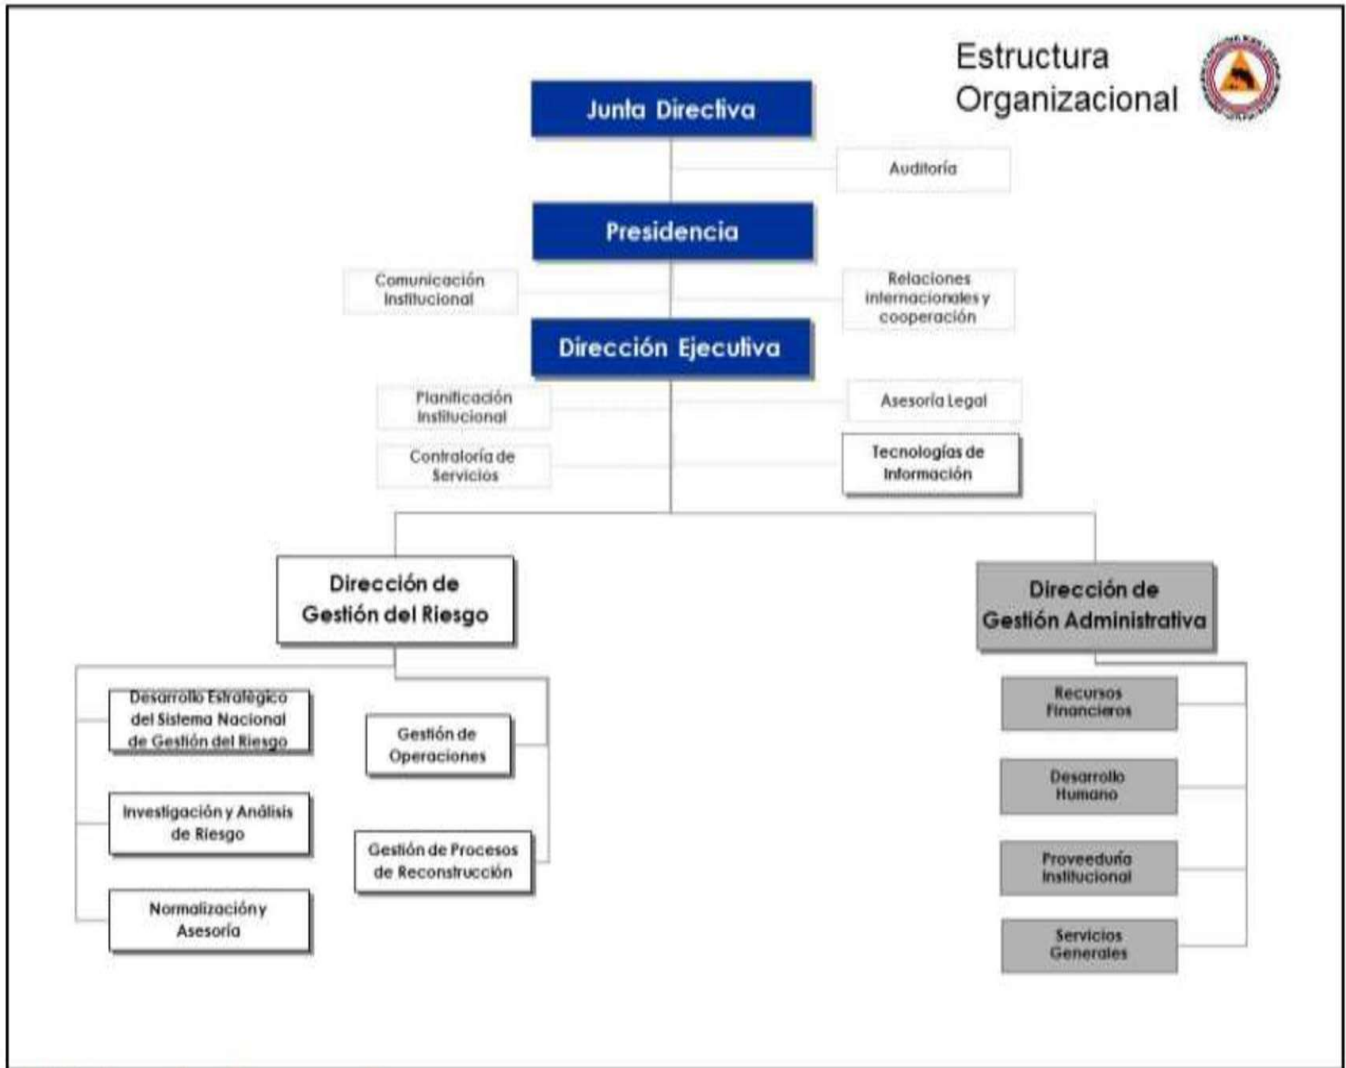 Estructura
Organizacional
Junta Directiva
Auditoría
Presidencia
Comunicación
Institucional
Relaciones
internacionales y
cooperación
Dirección Ejecutiva
Planificación
Institucional
Asesoría Legal
Contraloría de
Servicios
Tecnologías de
Información
Dirección de
Gestión del Riesgo
Dirección de
Gestión Administrativa
Desarrollo Estratégico
del Sistema Nacional
de Gestión del Riesgo
Gestión de
Operaciones
Investigación y Análisis
de Riesgo
Gestión de Procesos
de Reconstrucción
Normalización y
Asesoría
Recursos
Financieros
Desarrollo
Humano
Proveeduría
Institucional
Servicios
Generales